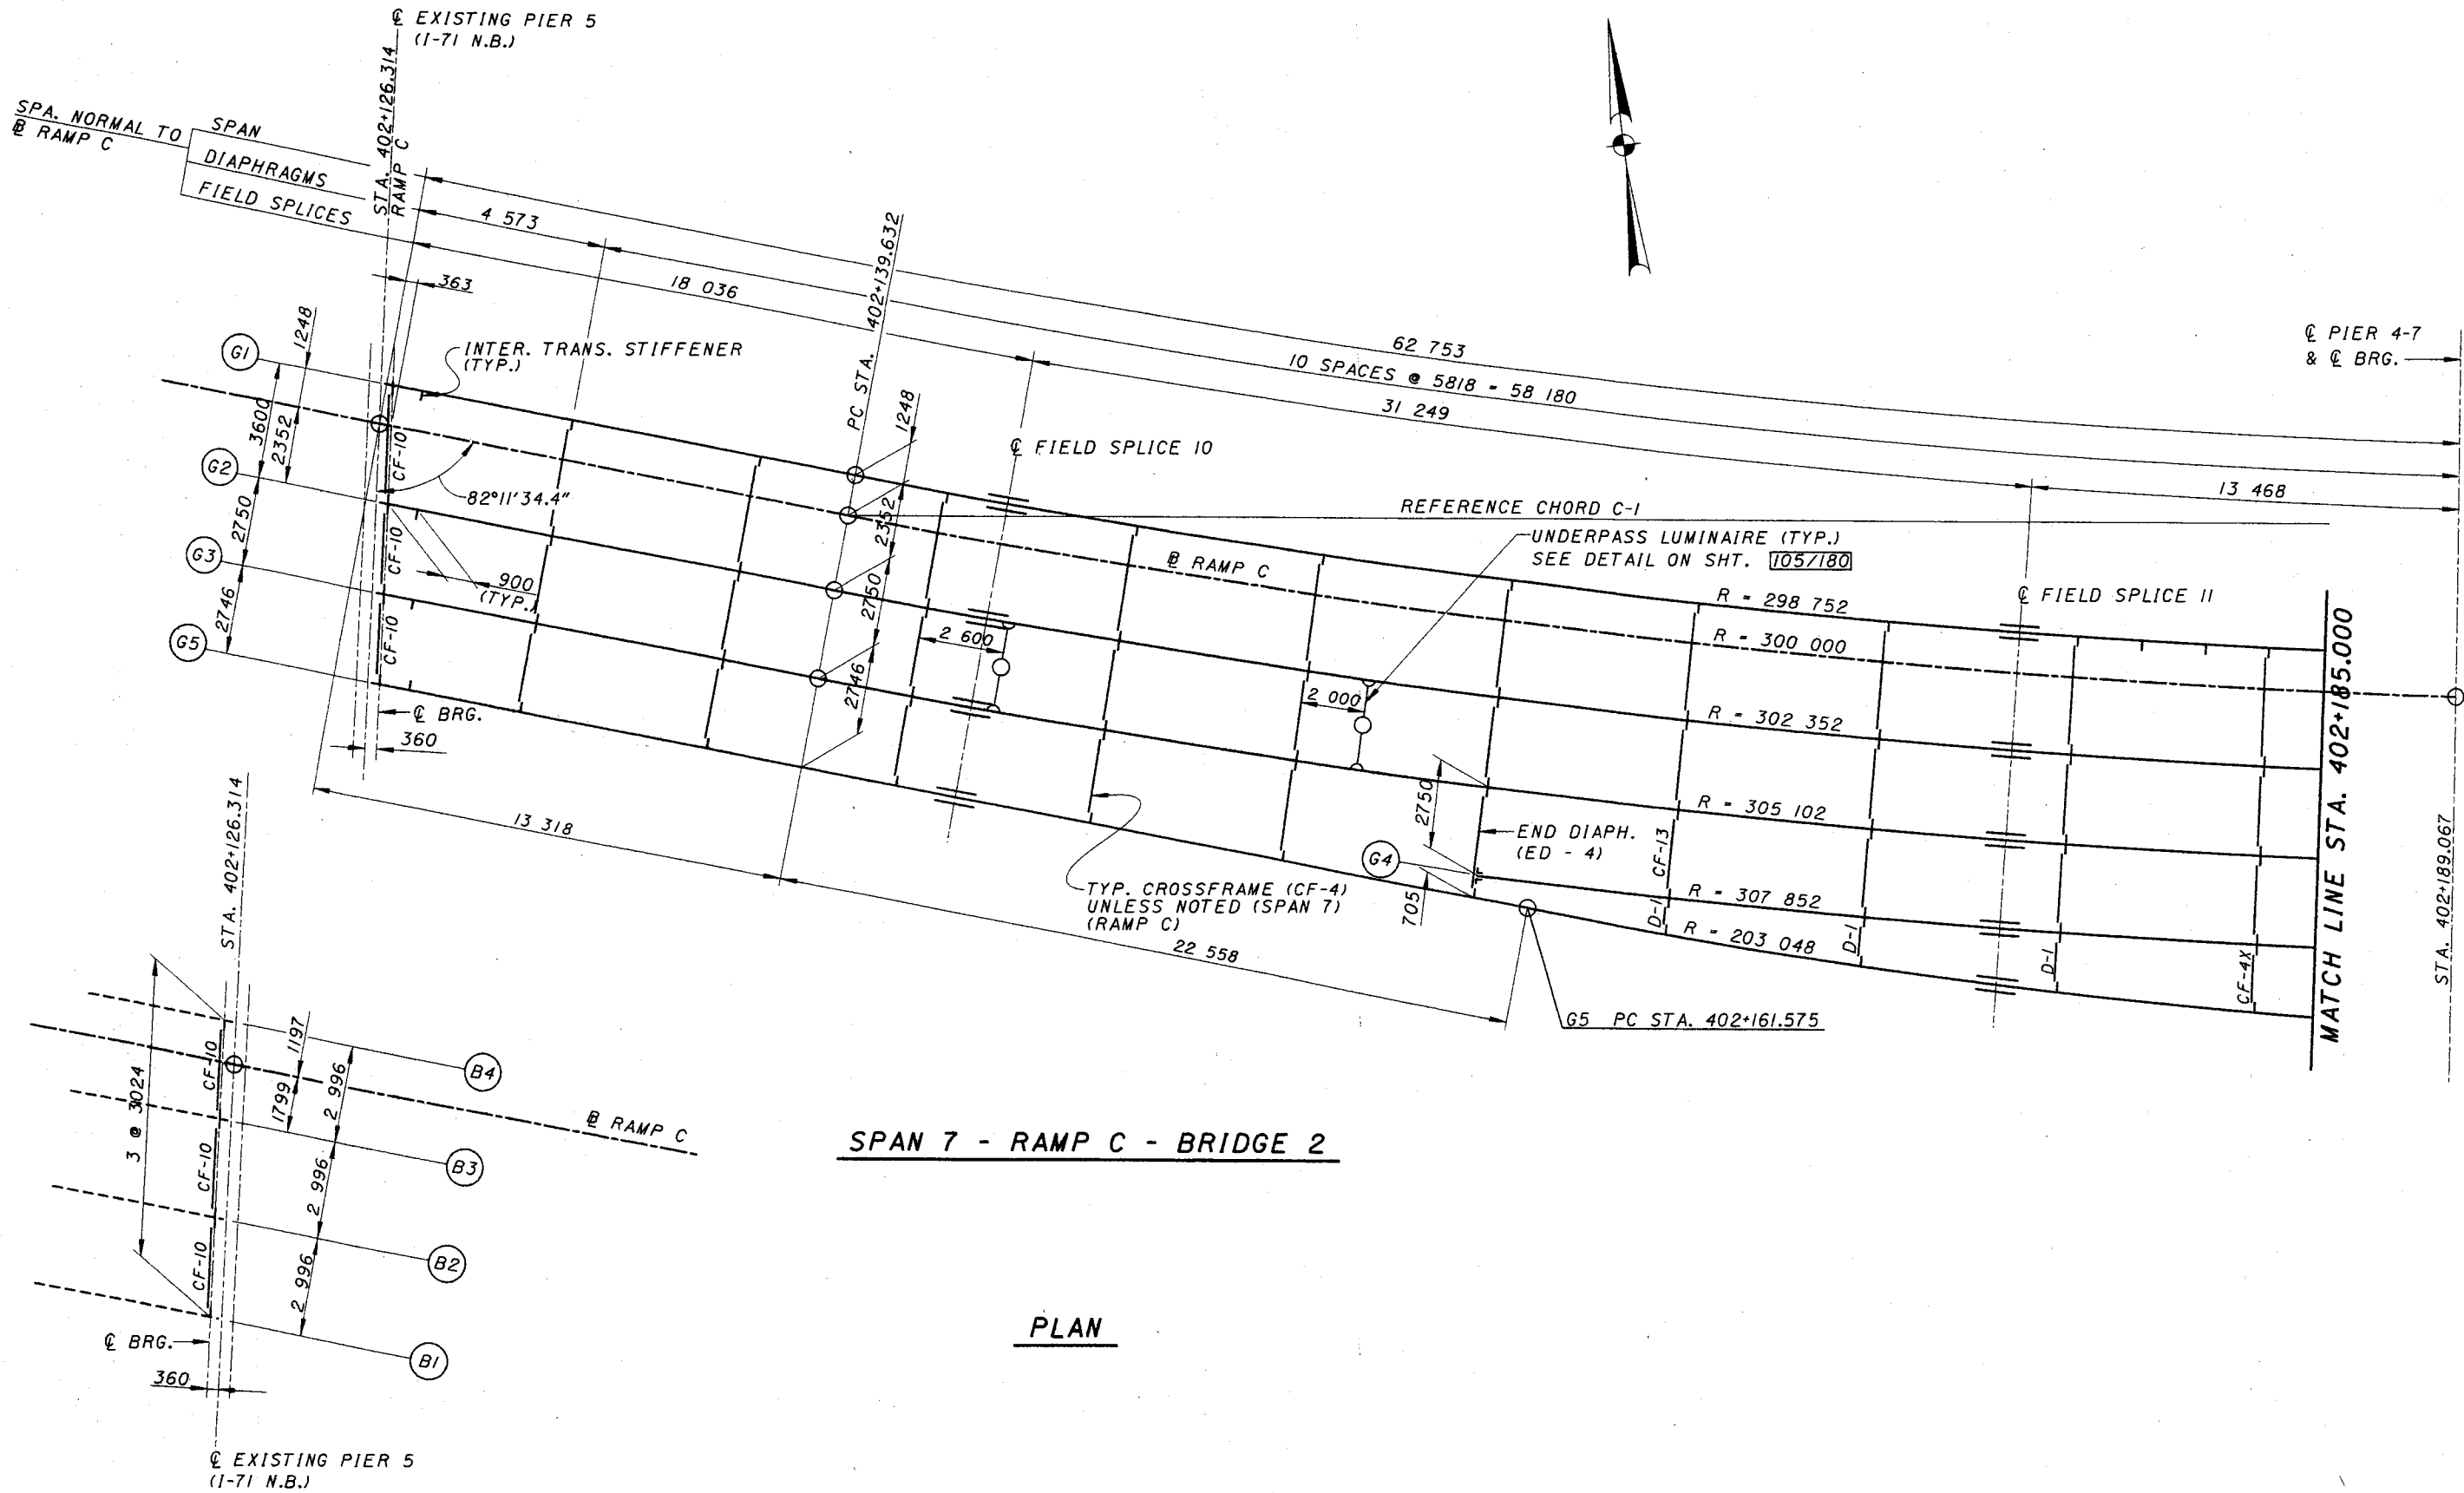 ℄ EXISTING PIER 5
(I-71 N.B.)
STA. 402+126.314
RAMP C
SPA. NORMAL TO
℄ RAMP C
SPAN
DIAPHRAGMS
FIELD SPLICES
4 573
18 036
363
62 753
10 SPACES @ 5818 = 58 180
31 249
13 468
℄ PIER 4-7
& ℄ BRG.
PC STA. 402+139.632
INTER. TRANS. STIFFENER
(TYP.)
G1
G2
G3
G5
1248
3600
2352
2750
2746
CF-10
CF-10
CF-10
82°11'34.4"
900
(TYP.)
℄ BRG.
360
1248
2352
2750
2746
℄ FIELD SPLICE 10
REFERENCE CHORD C-1
UNDERPASS LUMINAIRE (TYP.)
SEE DETAIL ON SHT. 105/180
℄ RAMP C
2 600
2 000
℄ FIELD SPLICE 11
R = 298 752
R = 300 000
R = 302 352
R = 305 102
R = 307 852
R = 203 048
2750
705
G4
END DIAPH.
(ED - 4)
CF-13
D-1
D-1
D-1
CF-4X
MATCH LINE STA. 402+185.000
STA. 402+189.067
13 318
22 558
TYP. CROSSFRAME (CF-4)
UNLESS NOTED (SPAN 7)
(RAMP C)
G5 PC STA. 402+161.575
STA. 402+126.314
3 @ 3024
CF-10
CF-10
CF-10
1197
1799
2 996
2 996
2 996
B4
B3
B2
B1
℄ RAMP C
℄ BRG.
360
℄ EXISTING PIER 5
(I-71 N.B.)
SPAN 7 - RAMP C - BRIDGE 2
PLAN